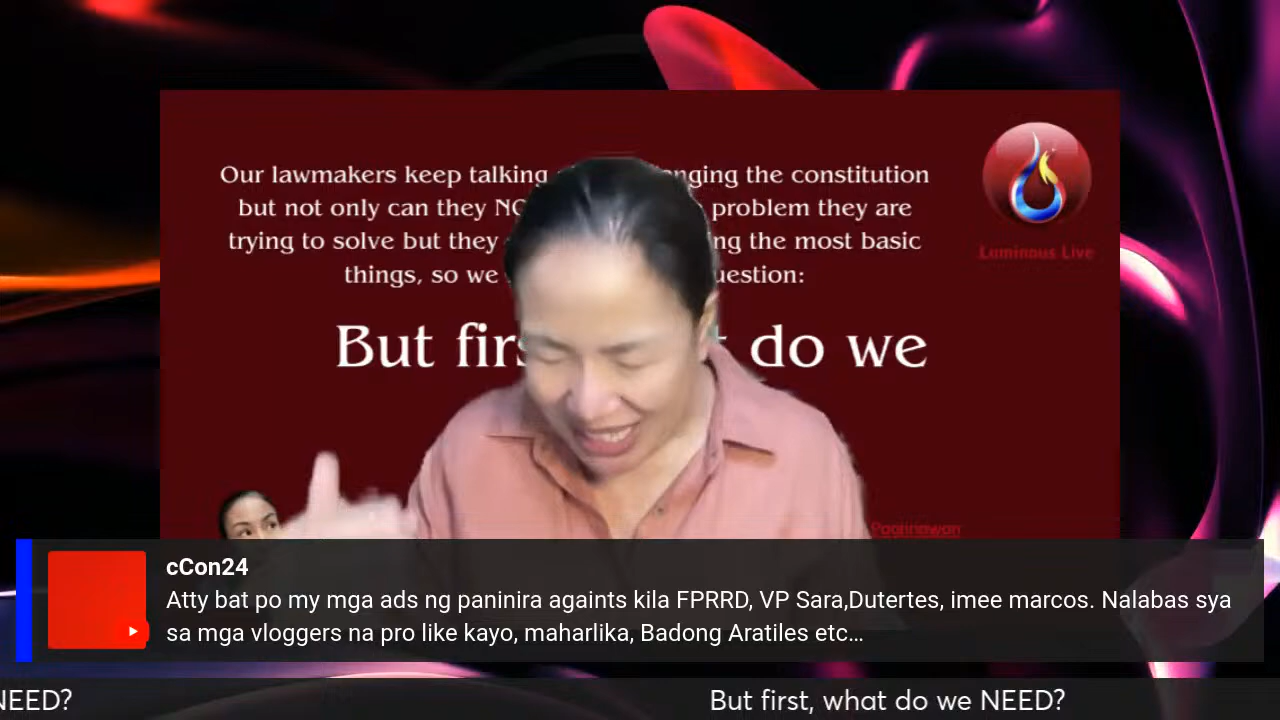 Our lawmakers keep talking nging the constitution
but not only can they problem they are
trying to solve but they ng the most basic
things, so we uestion:
But do we
Luminous Live
cCon24
Atty bat po my mga ads ng paninira againts kila FPRRD, VP Sara,Dutertes, imee marcos. Nalabas sya
sa mga vloggers na pro like kayo, maharlika, Badong Aratiles etc...
NEED? But first, what do we NEED?